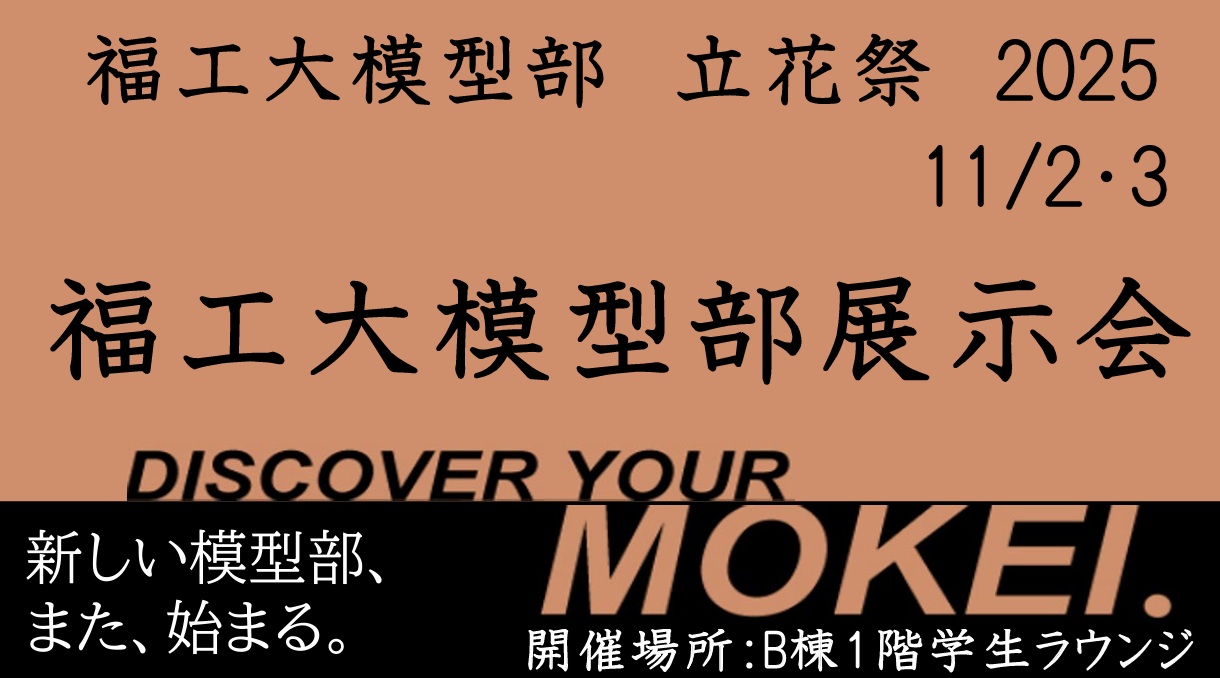 福工大模型部 立花祭 2025
11/2・3
福工大模型部展示会
DISCOVER YOUR
MOKEI.
新しい模型部、
また、始まる。
開催場所:B棟1階学生ラウンジ